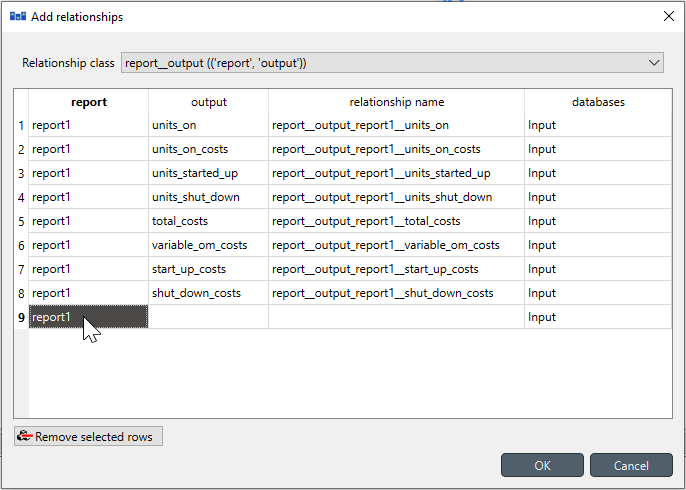 Add relationships
Relationship class report__output (('report', 'output'))
report output relationship name databases
1 report1 units_on report__output_report1__units_on Input
2 report1 units_on_costs report__output_report1__units_on_costs Input
3 report1 units_started_up report__output_report1__units_started_up Input
4 report1 units_shut_down report__output_report1__units_shut_down Input
5 report1 total_costs report__output_report1__total_costs Input
6 report1 variable_om_costs report__output_report1__variable_om_costs Input
7 report1 start_up_costs report__output_report1__start_up_costs Input
8 report1 shut_down_costs report__output_report1__shut_down_costs Input
9 report1 Input
Remove selected rows
OK Cancel